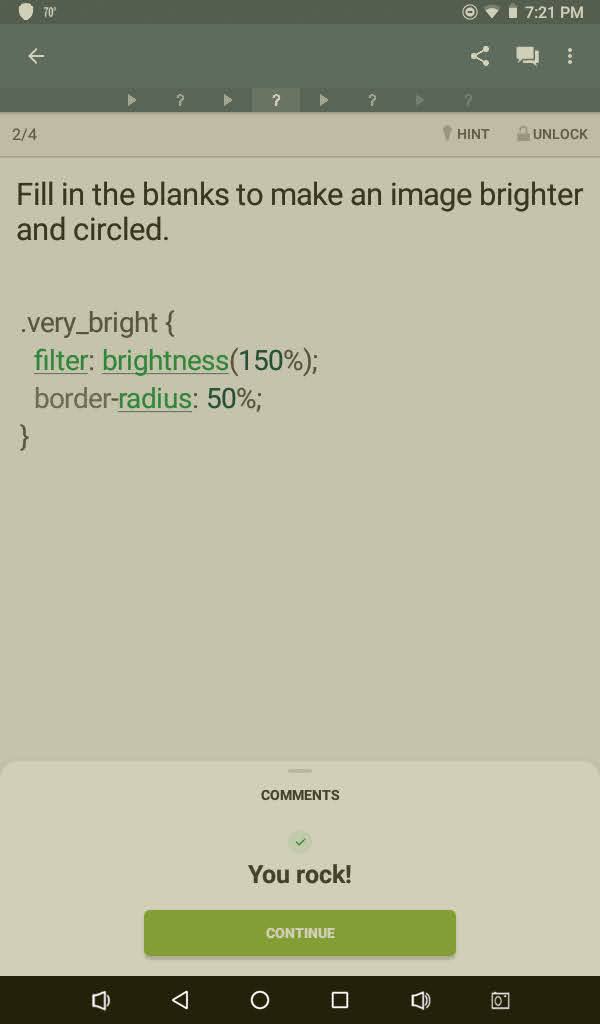 70°
7:21 PM
? ? ? ?
2/4 HINT UNLOCK
Fill in the blanks to make an image brighter
and circled.
.very_bright {
filter: brightness(150%);
border-radius: 50%;
}
COMMENTS
You rock!
CONTINUE